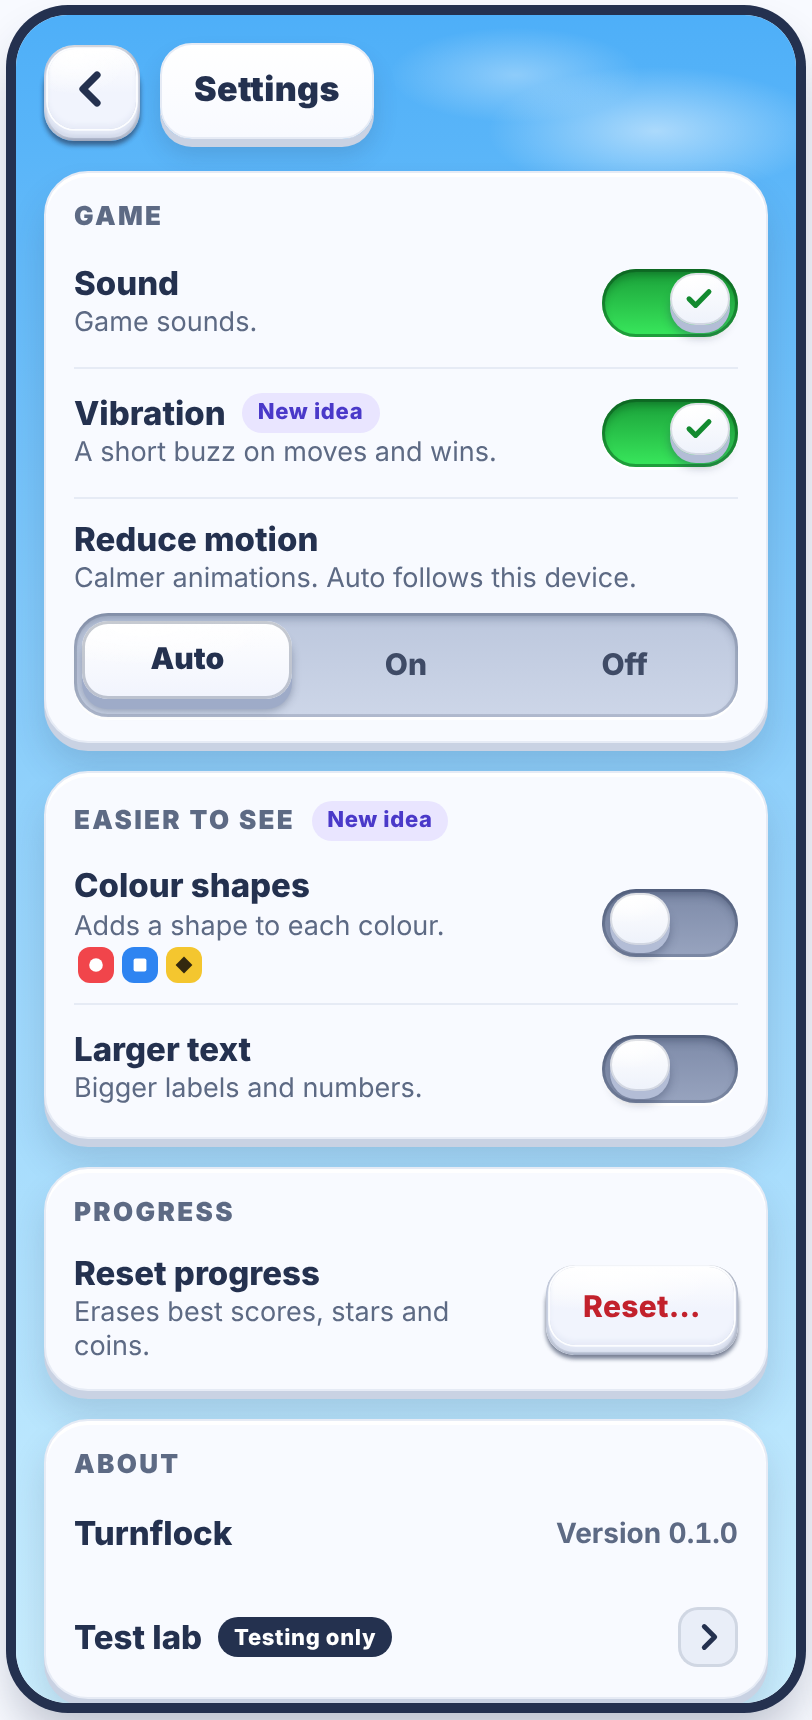 Settings
GAME
Sound
Game sounds.
Vibration New idea
A short buzz on moves and wins.
Reduce motion
Calmer animations. Auto follows this device.
Auto On Off
EASIER TO SEE New idea
Colour shapes
Adds a shape to each colour.
Larger text
Bigger labels and numbers.
PROGRESS
Reset progress
Erases best scores, stars and
coins.
Reset...
ABOUT
Turnflock Version 0.1.0
Test lab Testing only